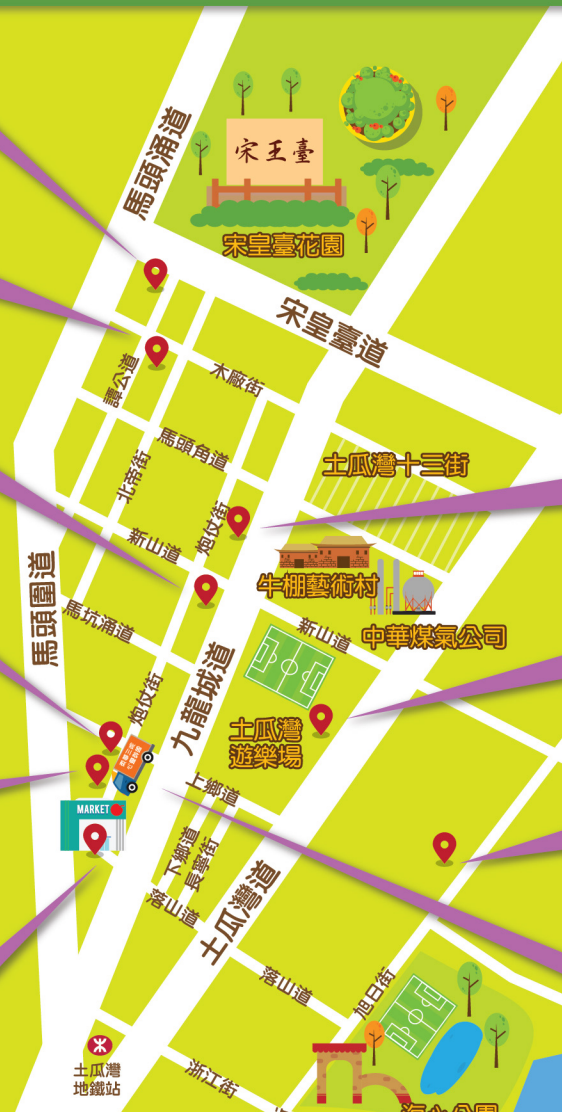 馬頭涌道
宋王臺
宋皇臺花園
宋皇臺道
譚公道
木廠街
北帝街
馬頭角道
土瓜灣十三街
炮仗街
新山道
牛棚藝術村
中華煤氣公司
馬頭圍道
馬坑涌道
新山道
九龍城道
炮仗街
土瓜灣
遊樂場
MARKET
上鄉道
下鄉道
長寧街
落山道
土瓜灣道
落山道
旭日街
土瓜灣
地鐵站
浙江街
海心公園